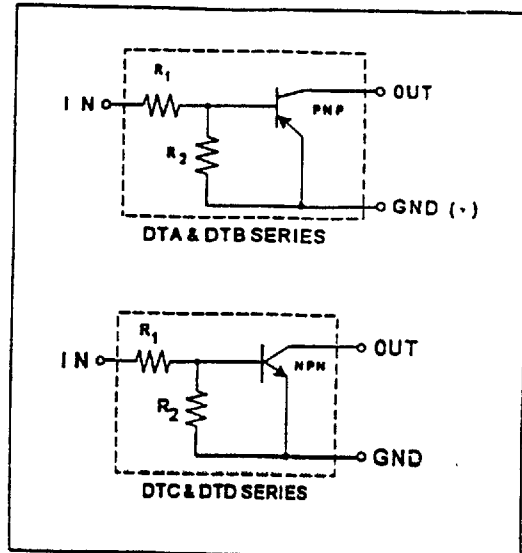 R1
IN
PNP
OUT
R2
GND (+)
DTA & DTB SERIES
R1
IN
NPN
OUT
R2
GND
DTC & DTD SERIES